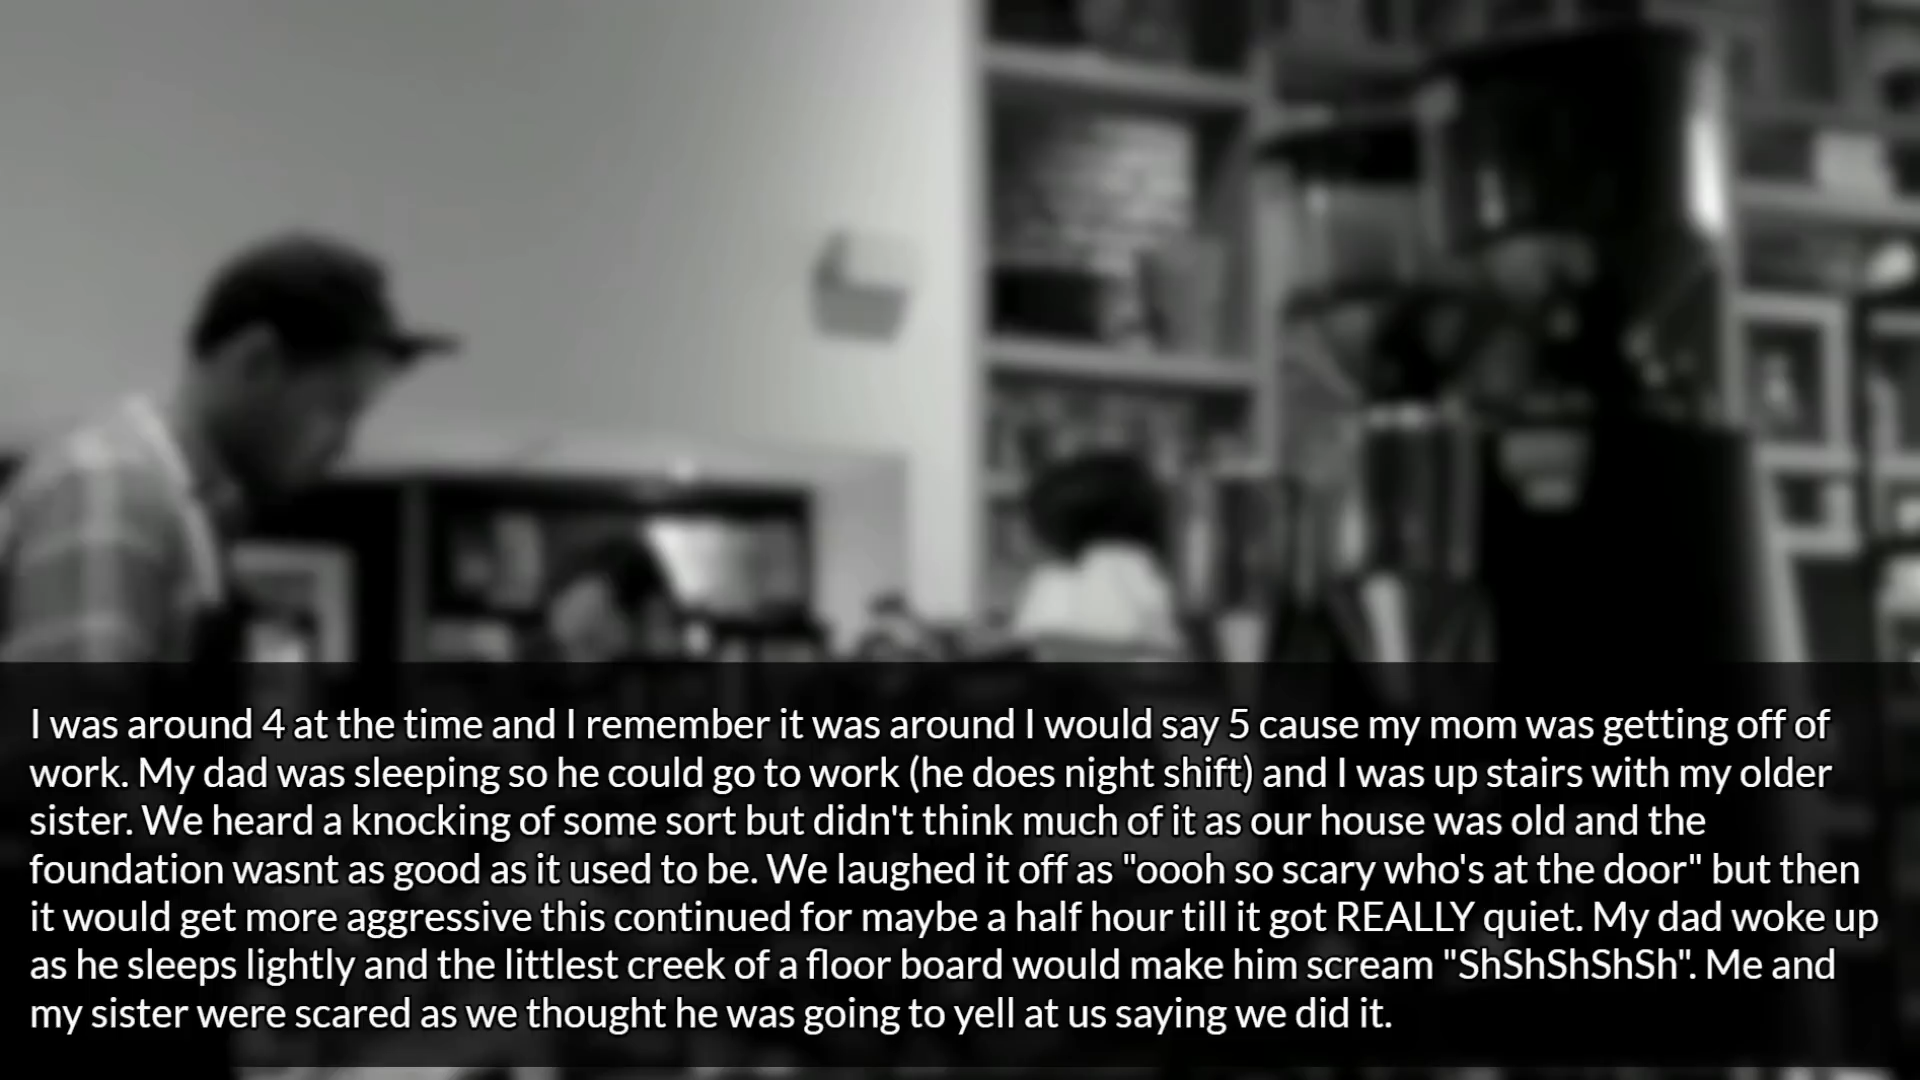 I was around 4 at the time and I remember it was around I would say 5 cause my mom was getting off of
work. My dad was sleeping so he could go to work (he does night shift) and I was up stairs with my older
sister. We heard a knocking of some sort but didn't think much of it as our house was old and the
foundation wasnt as good as it used to be. We laughed it off as "oooh so scary who's at the door" but then
it would get more aggressive this continued for maybe a half hour till it got REALLY quiet. My dad woke up
as he sleeps lightly and the littlest creek of a floor board would make him scream "ShShShShSh". Me and
my sister were scared as we thought he was going to yell at us saying we did it.